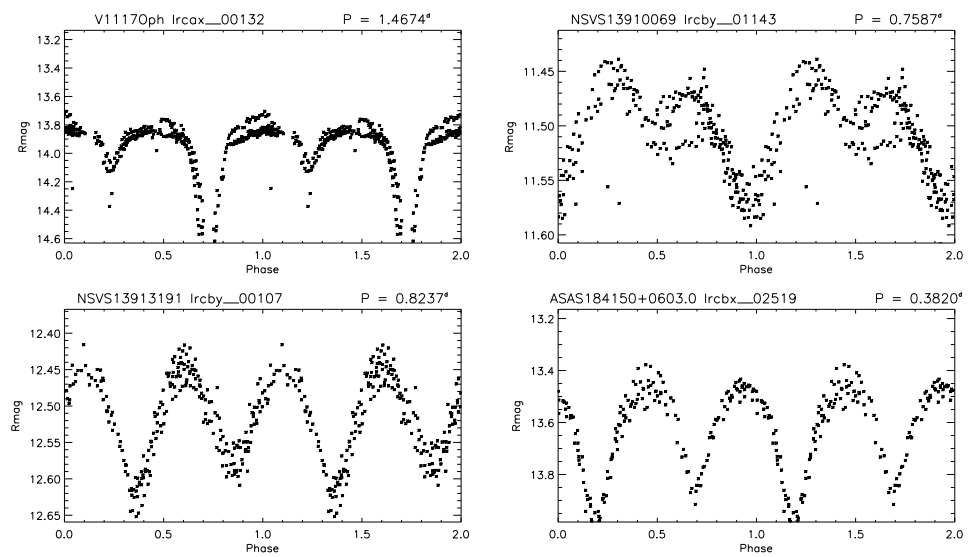 V1117Oph lrcax__00132 P = 1.4674ᵈ
13.2
13.4
13.6
13.8
14.0
14.2
14.4
14.6
Rmag
0.0 0.5 1.0 1.5 2.0
Phase
NSVS13910069 lrcby__01143 P = 0.7587ᵈ
11.45
11.50
11.55
11.60
Rmag
0.0 0.5 1.0 1.5 2.0
Phase
NSVS13913191 lrcby__00107 P = 0.8237ᵈ
12.40
12.45
12.50
12.55
12.60
12.65
Rmag
0.0 0.5 1.0 1.5 2.0
Phase
ASAS184150+0603.0 lrcbx__02519 P = 0.3820ᵈ
13.2
13.4
13.6
13.8
Rmag
0.0 0.5 1.0 1.5 2.0
Phase